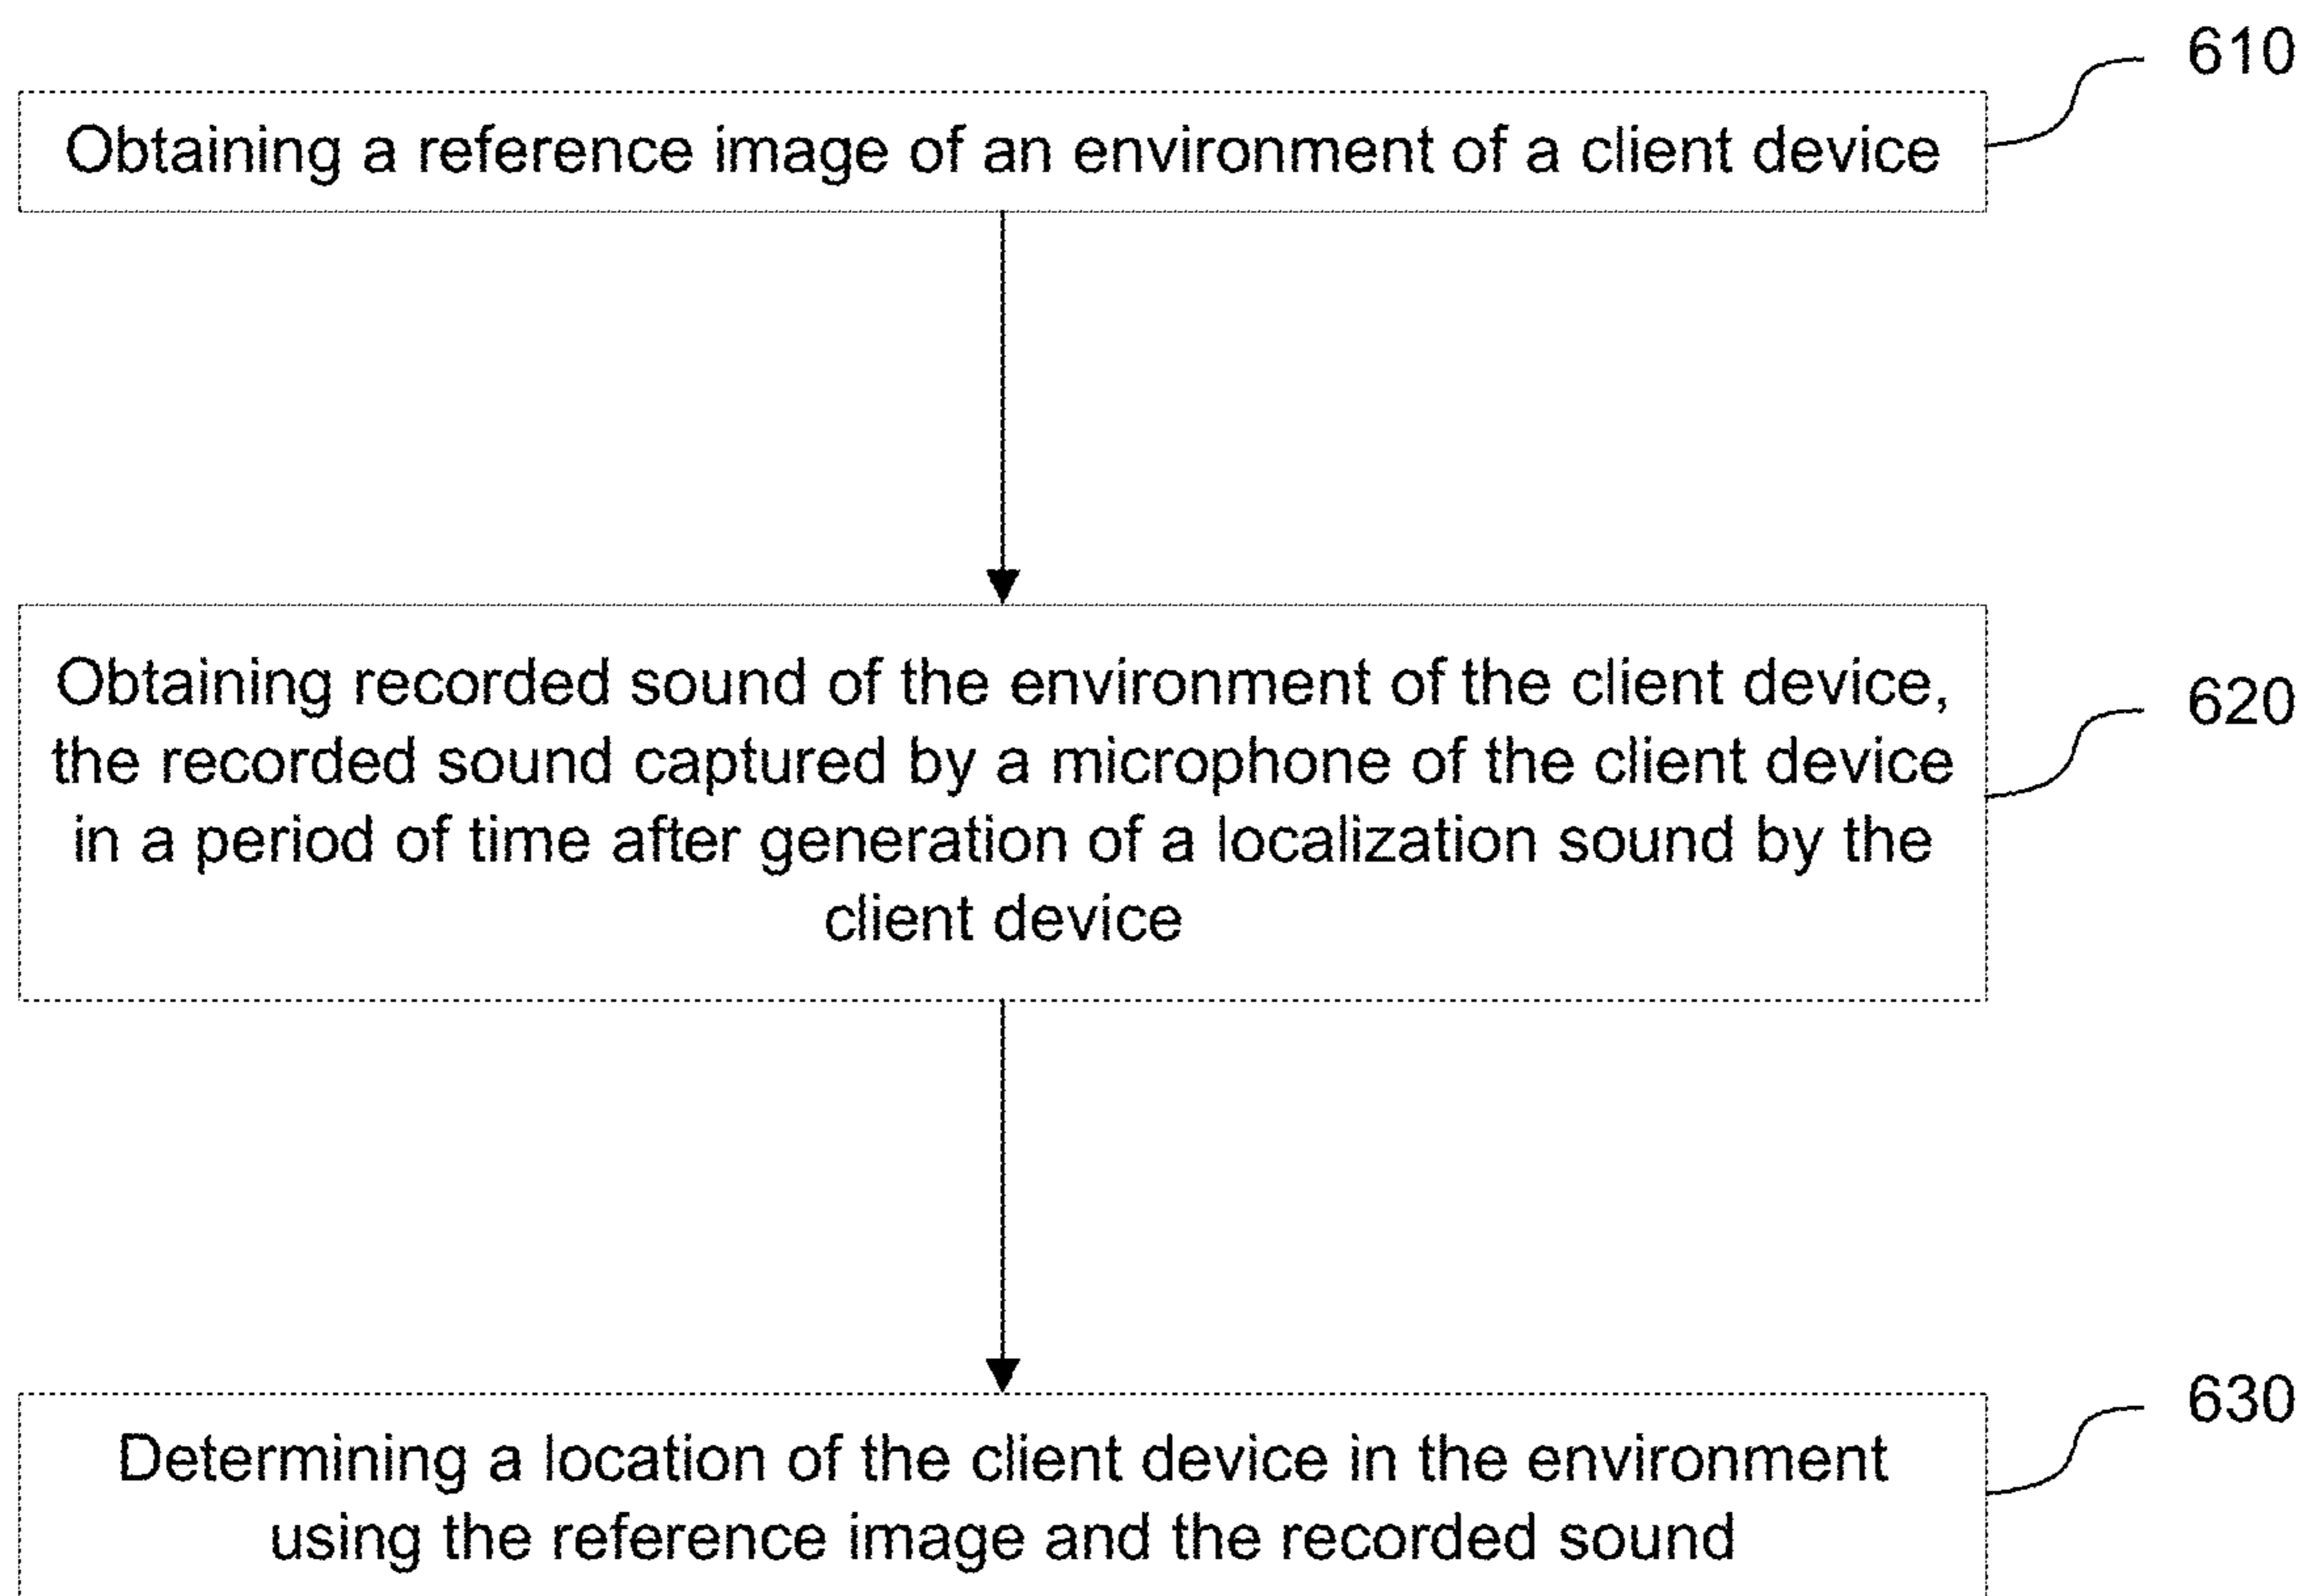 610
Obtaining a reference image of an environment of a client device
Obtaining recorded sound of the environment of the client device,
the recorded sound captured by a microphone of the client device
in a period of time after generation of a localization sound by the
client device
620
630
Determining a location of the client device in the environment
using the reference image and the recorded sound